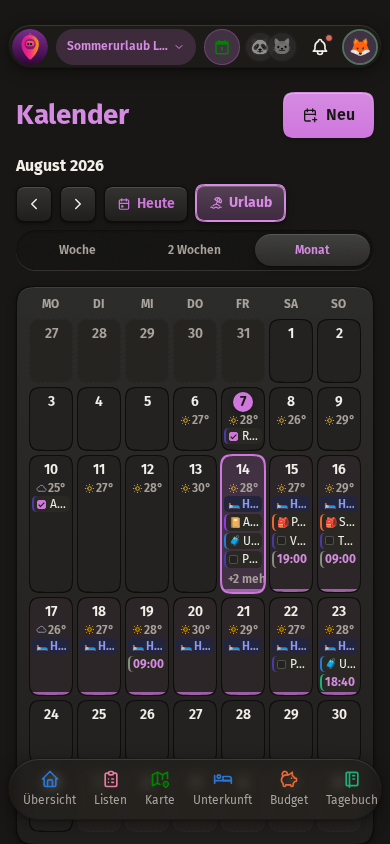 Sommerurlaub L...
Kalender
Neu
August 2026
Heute
Urlaub
Woche
2 Wochen
Monat
MO DI MI DO FR SA SO
27 28 29 30 31 1 2
3 4 5 6 7 8 9
27° 28° 26° 29°
R...
10 11 12 13 14 15 16
25° 27° 28° 30° 28° 27° 29°
A... H... H... H...
A... P... S...
U... V... T...
P... 19:00 09:00
+2 meh
17 18 19 20 21 22 23
26° 27° 28° 30° 29° 27° 28°
H... H... H... H... H... H... H...
09:00 P... U...
18:40
24 25 26 27 28 29 30
Übersicht Listen Karte Unterkunft Budget Tagebuch